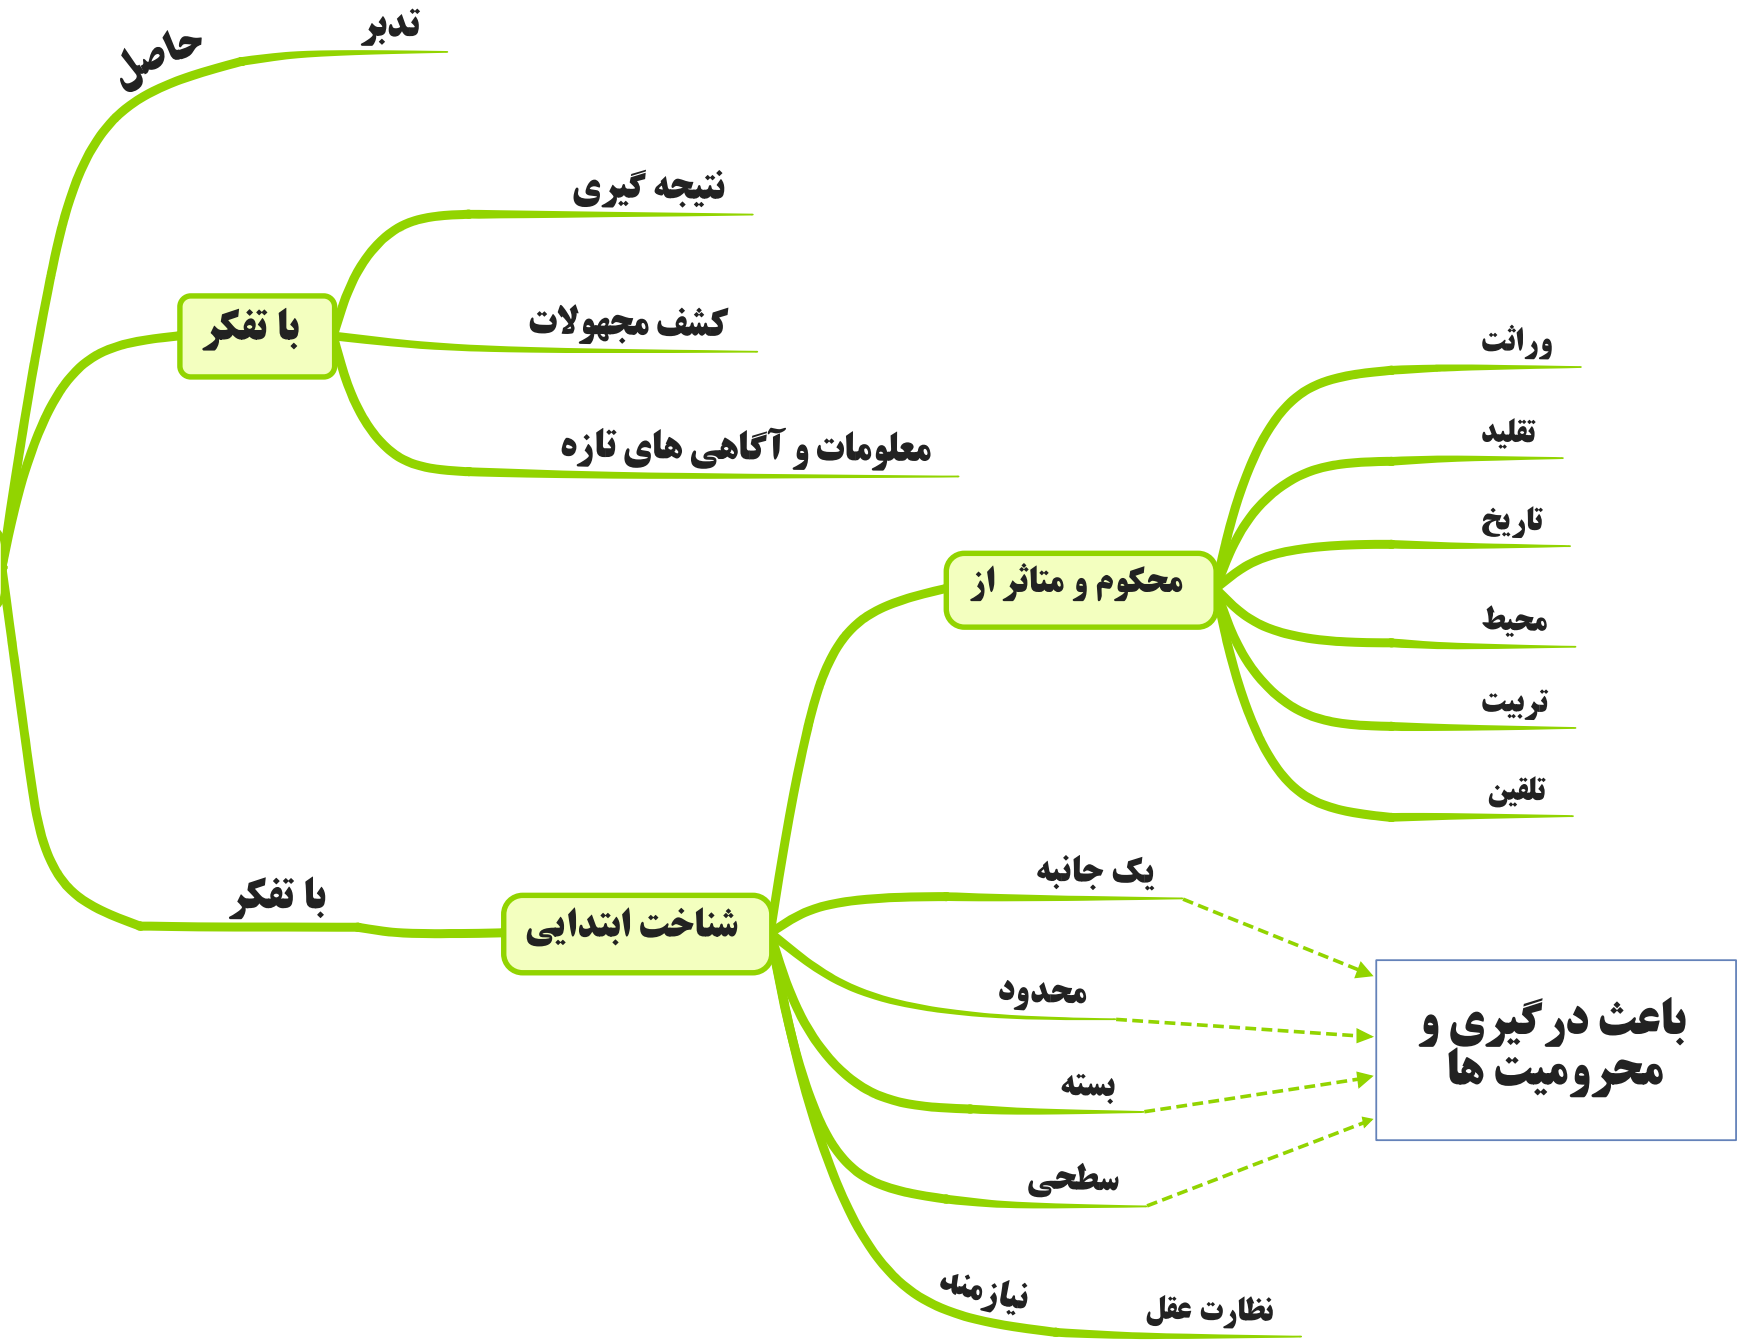 حاصل
تدبر
با تفکر
نتیجه گیری
کشف مجهولات
معلومات و آگاهی های تازه
با تفکر
شناخت ابتدایی
محکوم و متاثر از
وراثت
تقلید
تاریخ
محیط
تربیت
تلقین
یک جانبه
محدود
بسته
سطحی
باعث درگیری و
محرومیت ها
نیازمند
نظارت عقل